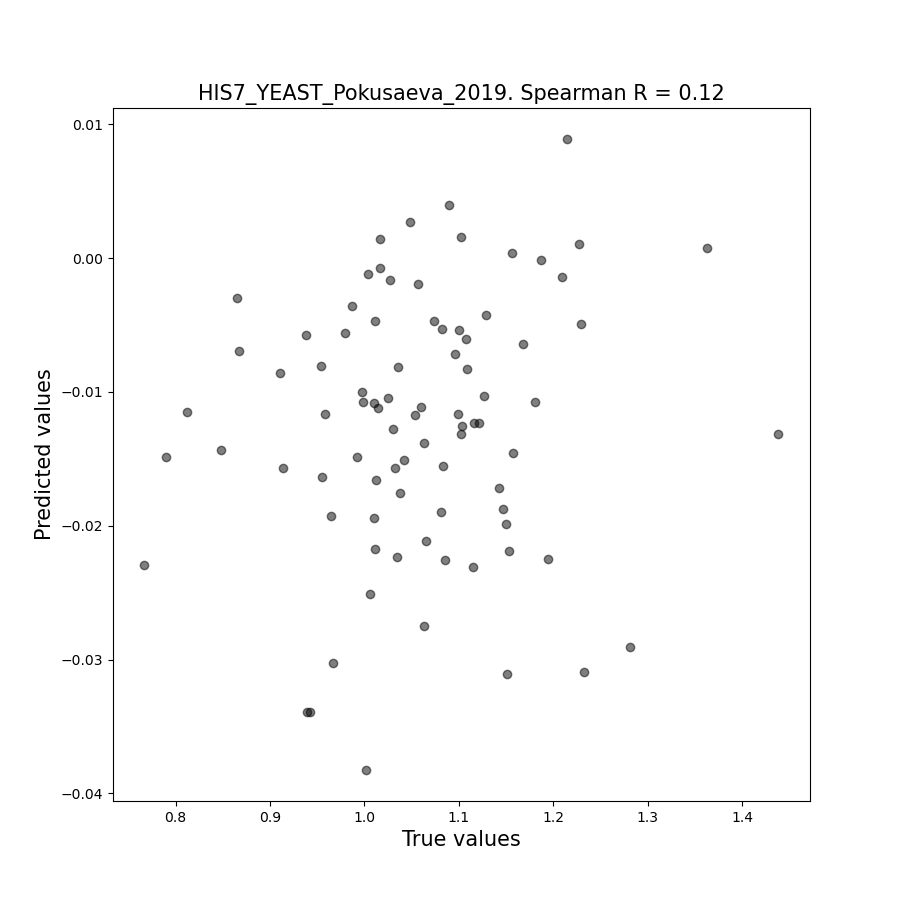 HIS7_YEAST_Pokusaeva_2019. Spearman R = 0.12
0.01
0.00
−0.01
−0.02
−0.03
−0.04
Predicted values
0.8 0.9 1.0 1.1 1.2 1.3 1.4
True values